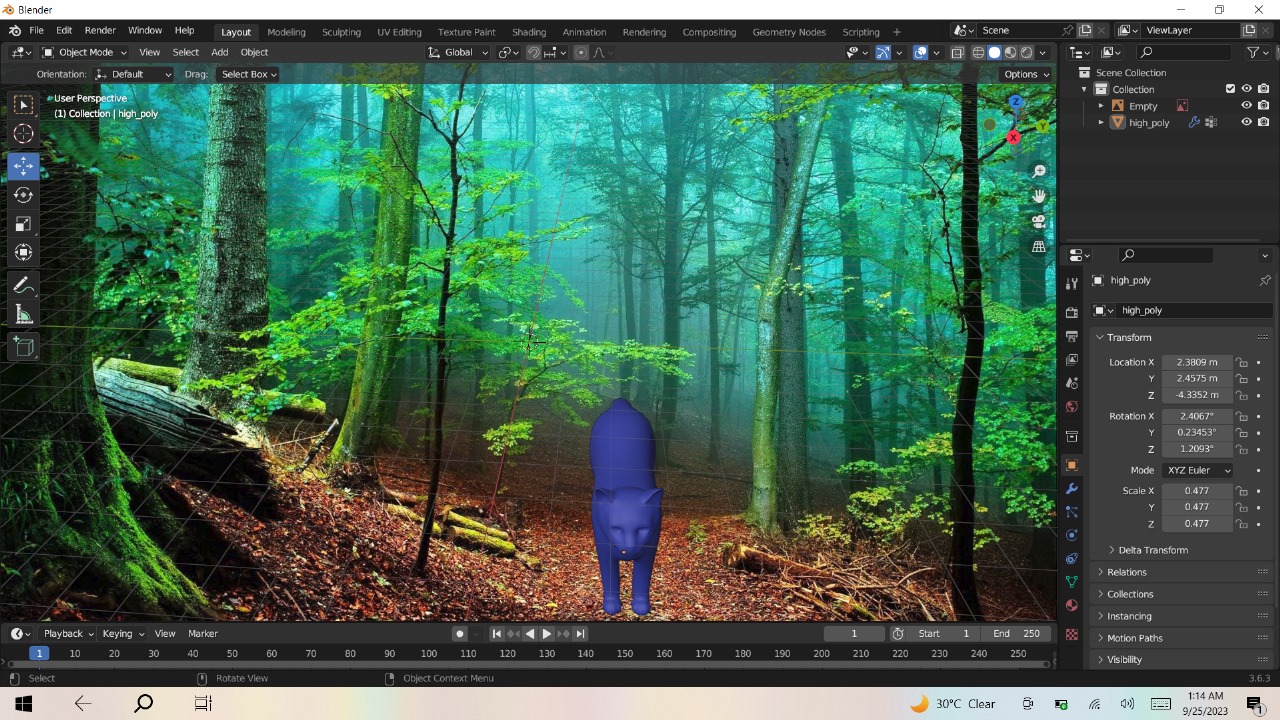 Blender
File Edit Render Window Help Layout Modeling Sculpting UV Editing Texture Paint Shading Animation Rendering Compositing Geometry Nodes Scripting + Scene ViewLayer
Object Mode View Select Add Object Global
Orientation: Default Drag: Select Box Options
User Perspective
(1) Collection | high_poly
Z
Y
X
Scene Collection
Collection
Empty
high_poly
high_poly
high_poly
Transform
Location X 2.3809 m
Y 2.4575 m
Z -4.3352 m
Rotation X 2.4067°
Y 0.23453°
Z 1.2093°
Mode XYZ Euler
Scale X 0.477
Y 0.477
Z 0.477
Delta Transform
Relations
Collections
Instancing
Motion Paths
Visibility
Playback Keying View Marker 1 Start 1 End 250
1 10 20 30 40 50 60 70 80 90 100 110 120 130 140 150 160 170 180 190 200 210 220 230 240 250
Select Rotate View Object Context Menu 3.6.3
30°C Clear
1:14 AM
9/25/2023
1